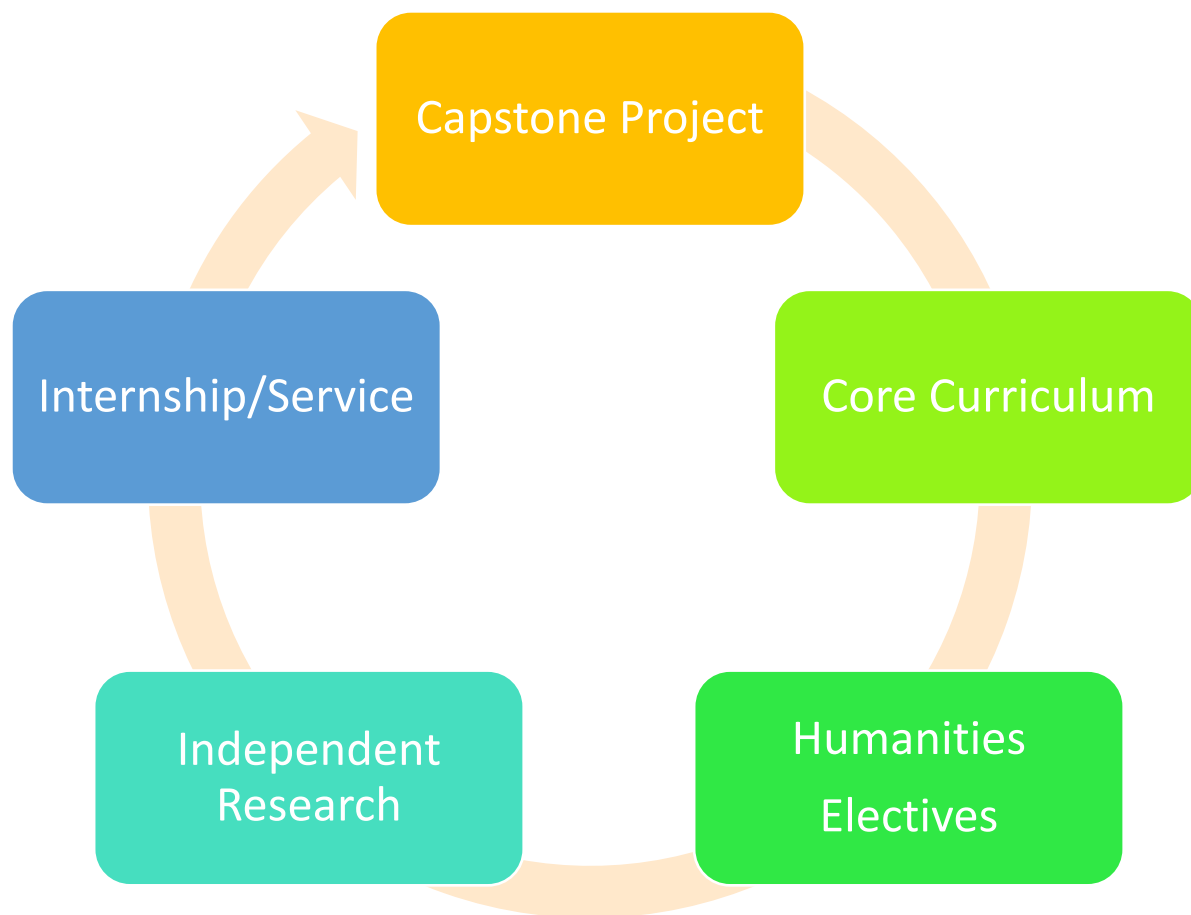 Capstone Project
Internship/Service
Core Curriculum
Independent
Research
Humanities
Electives